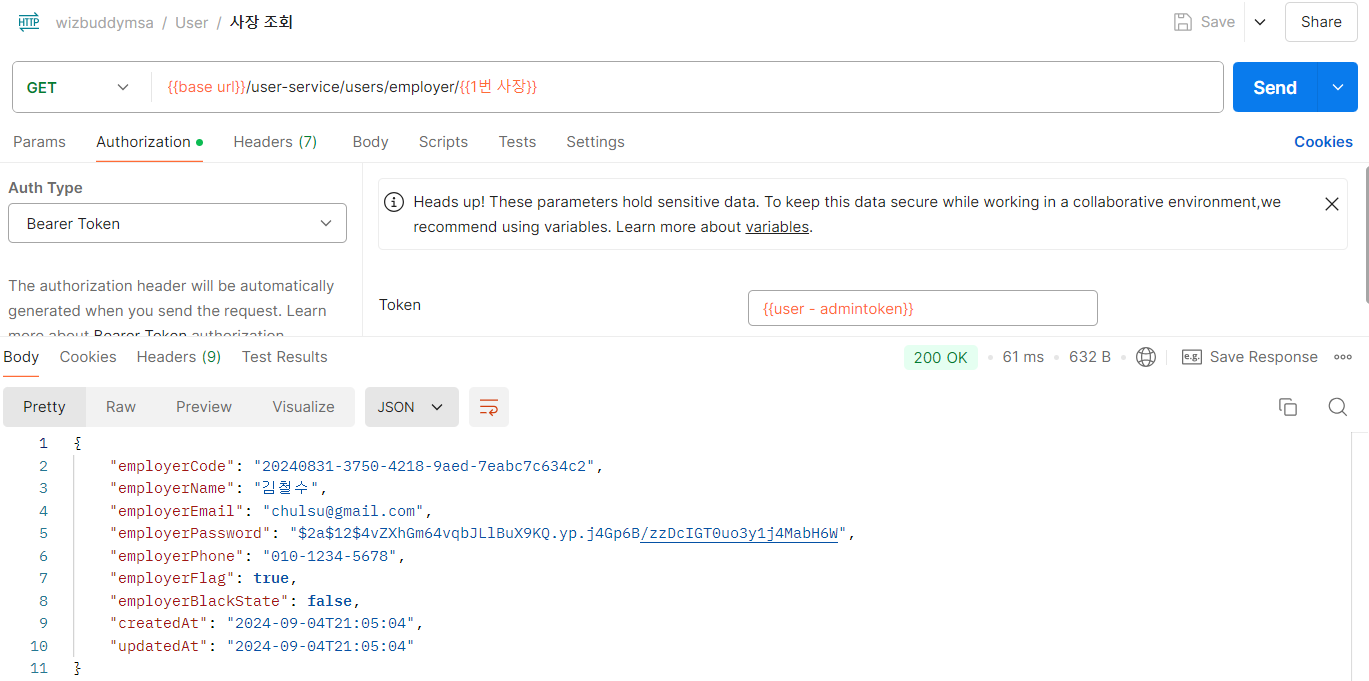 HTTP wizbuddymsa / User / 사장 조회 Save Share
GET {{base url}}/user-service/users/employer/{{1번 사장}} Send
Params Authorization Headers (7) Body Scripts Tests Settings Cookies
Auth Type
Bearer Token
The authorization header will be automatically
generated when you send the request. Learn
more about Bearer Token authorization.
Heads up! These parameters hold sensitive data. To keep this data secure while working in a collaborative environment,we
recommend using variables. Learn more about variables.
Token {{user - admintoken}}
Body Cookies Headers (9) Test Results 200 OK 61 ms 632 B e.g. Save Response
Pretty Raw Preview Visualize JSON
1 {
2 "employerCode": "20240831-3750-4218-9aed-7eabc7c634c2",
3 "employerName": "김철수",
4 "employerEmail": "chulsu@gmail.com",
5 "employerPassword": "$2a$12$4vZXhGm64vqbJLlBuX9KQ.yp.j4Gp6B/zzDcIGT0uo3y1j4MabH6W",
6 "employerPhone": "010-1234-5678",
7 "employerFlag": true,
8 "employerBlackState": false,
9 "createdAt": "2024-09-04T21:05:04",
10 "updatedAt": "2024-09-04T21:05:04"
11 }